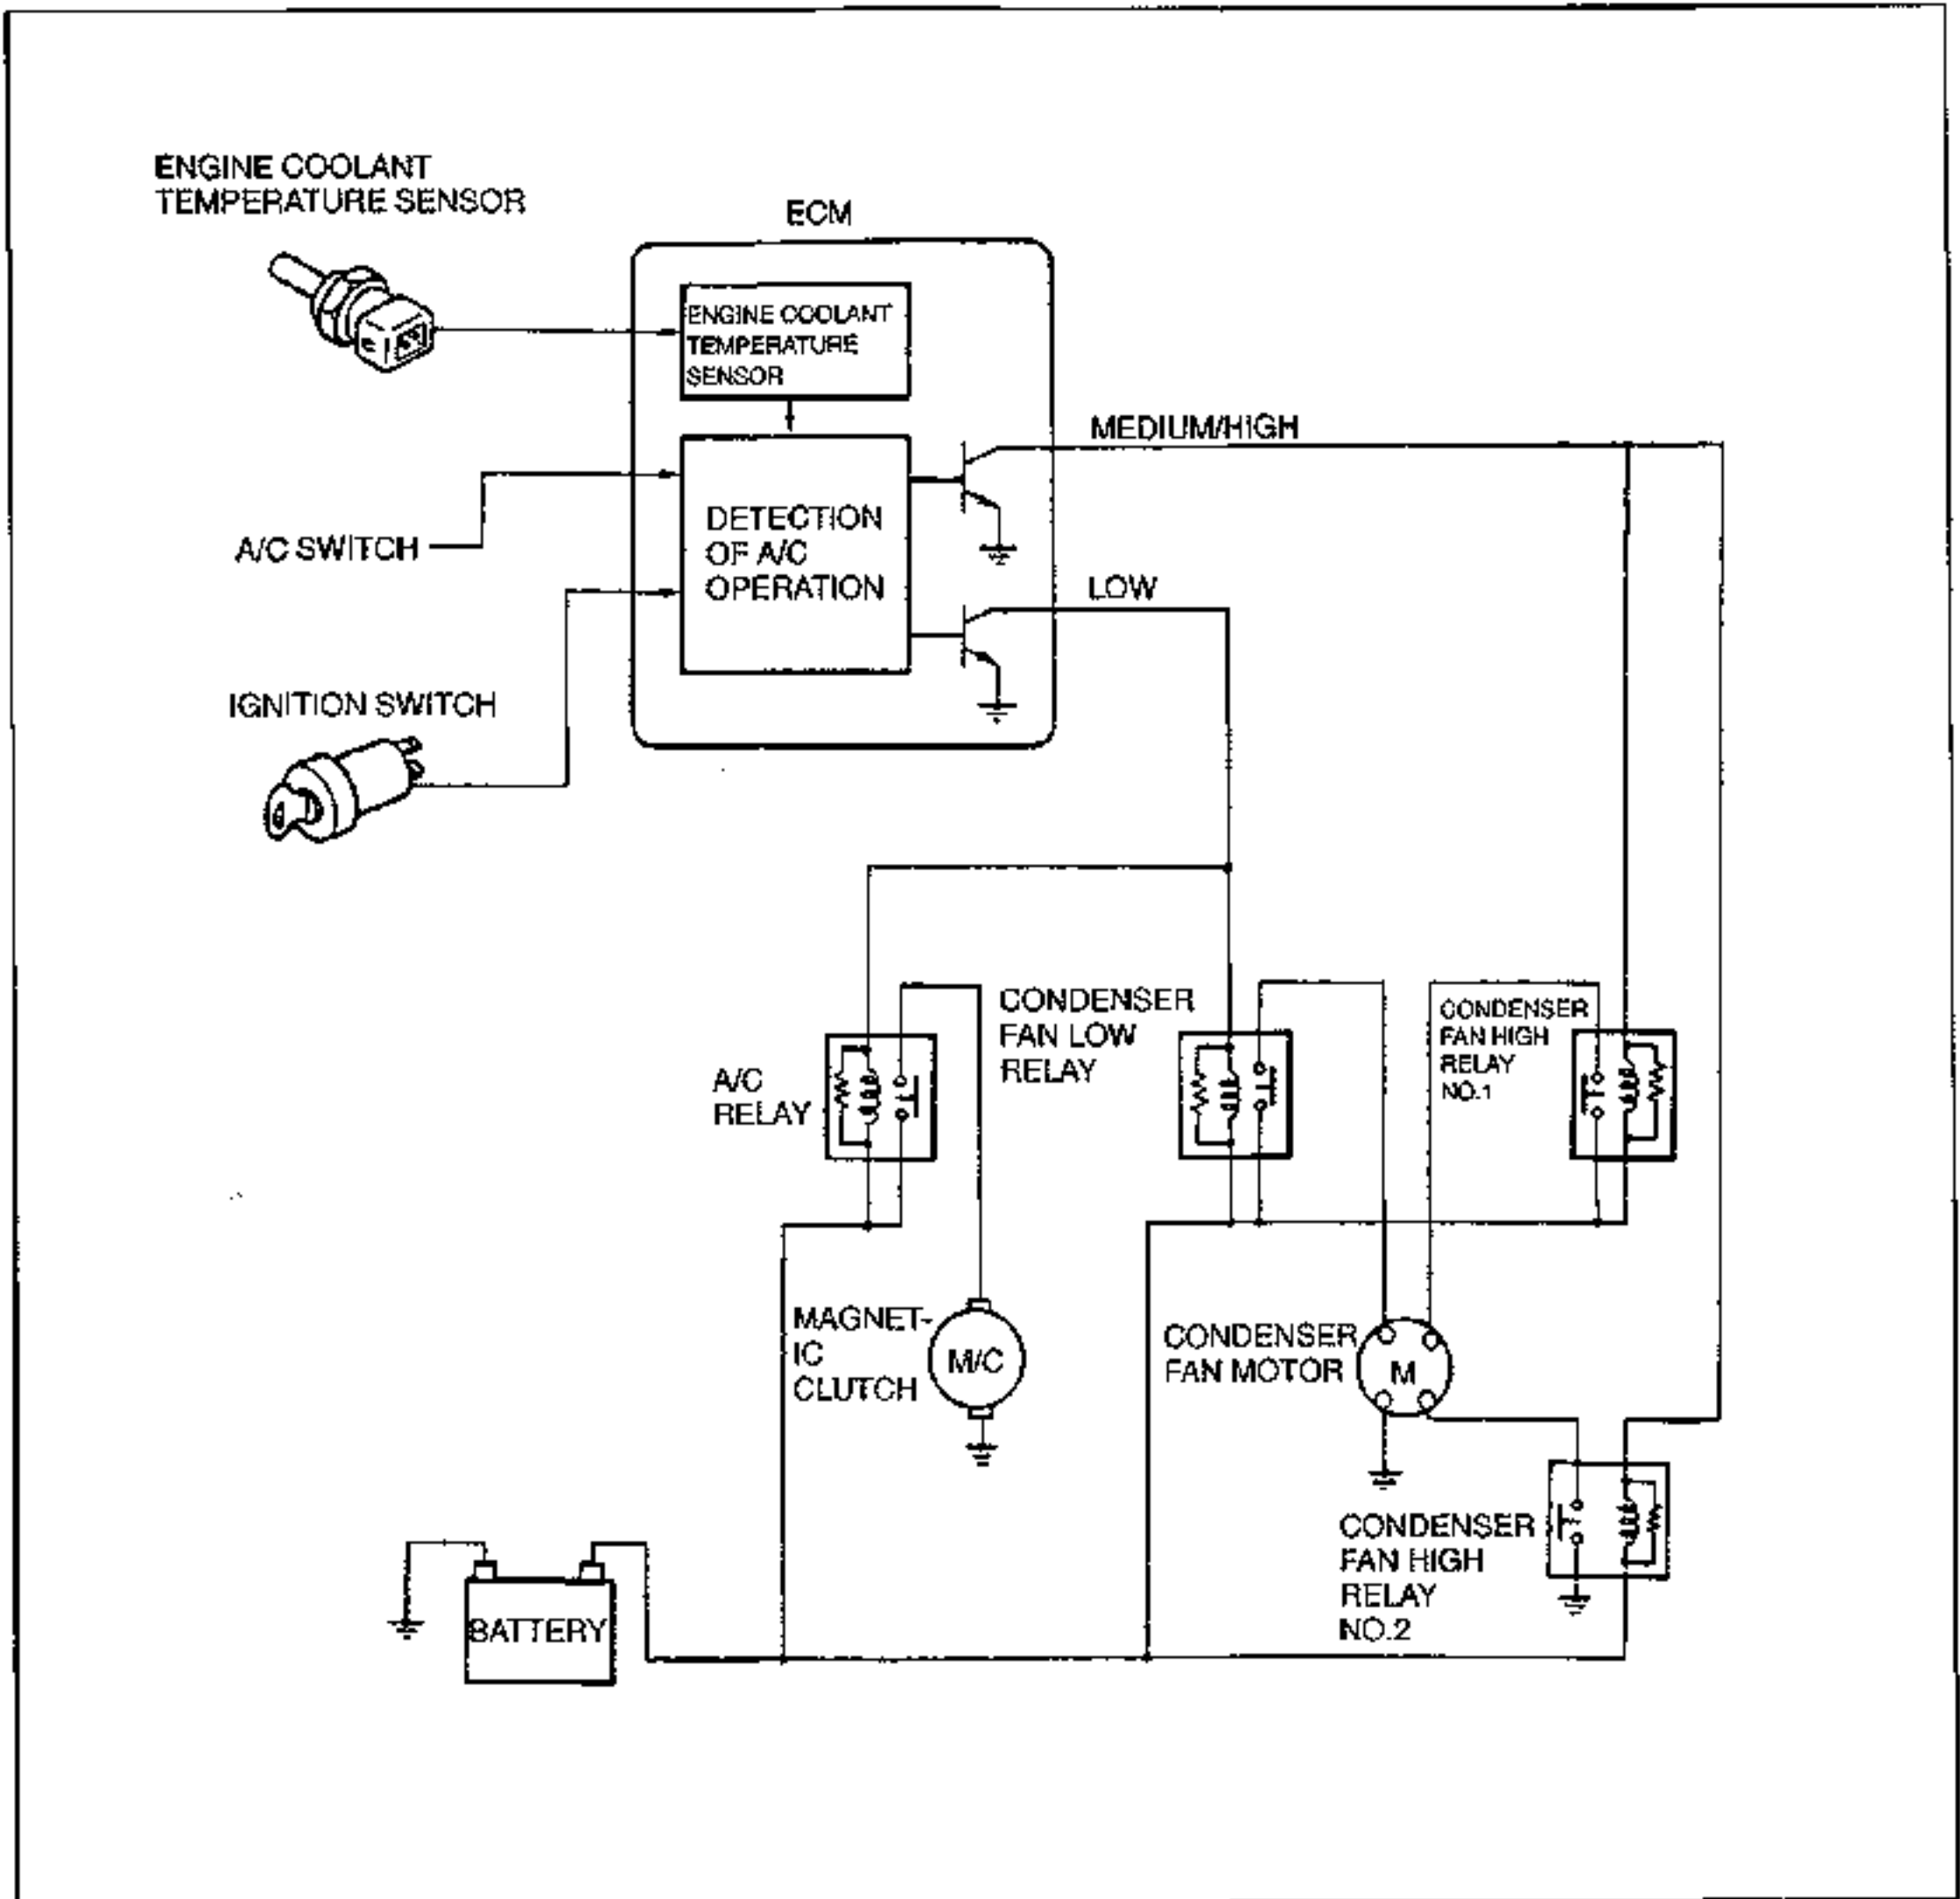 ENGINE COOLANT
TEMPERATURE SENSOR
ECM
ENGINE COOLANT
TEMPERATURE
SENSOR
MEDIUM/HIGH
A/C SWITCH
DETECTION
OF A/C
OPERATION
LOW
IGNITION SWITCH
A/C
RELAY
CONDENSER
FAN LOW
RELAY
CONDENSER
FAN HIGH
RELAY
NO.1
MAGNET-
IC
CLUTCH
M/C
CONDENSER
FAN MOTOR
M
CONDENSER
FAN HIGH
RELAY
NO.2
BATTERY